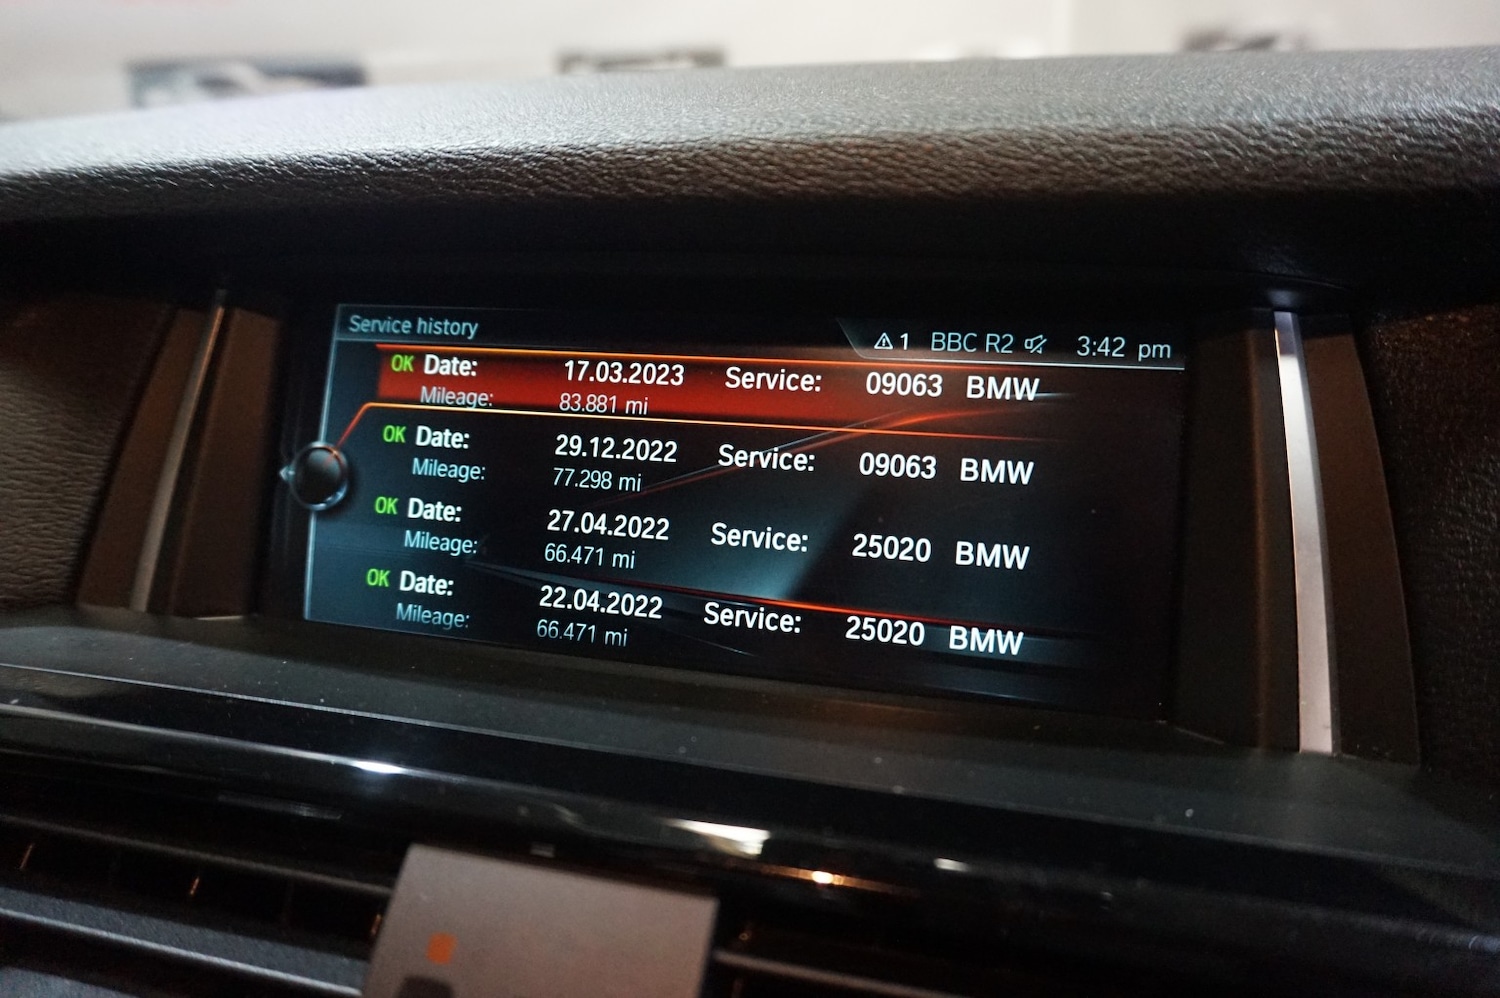 Service history
1 BBC R2 3:42 pm
OK Date: 17.03.2023 Service: 09063 BMW
Mileage: 83.881 mi
OK Date: 29.12.2022 Service: 09063 BMW
Mileage: 77.298 mi
OK Date: 27.04.2022 Service: 25020 BMW
Mileage: 66.471 mi
OK Date: 22.04.2022 Service: 25020 BMW
Mileage: 66.471 mi